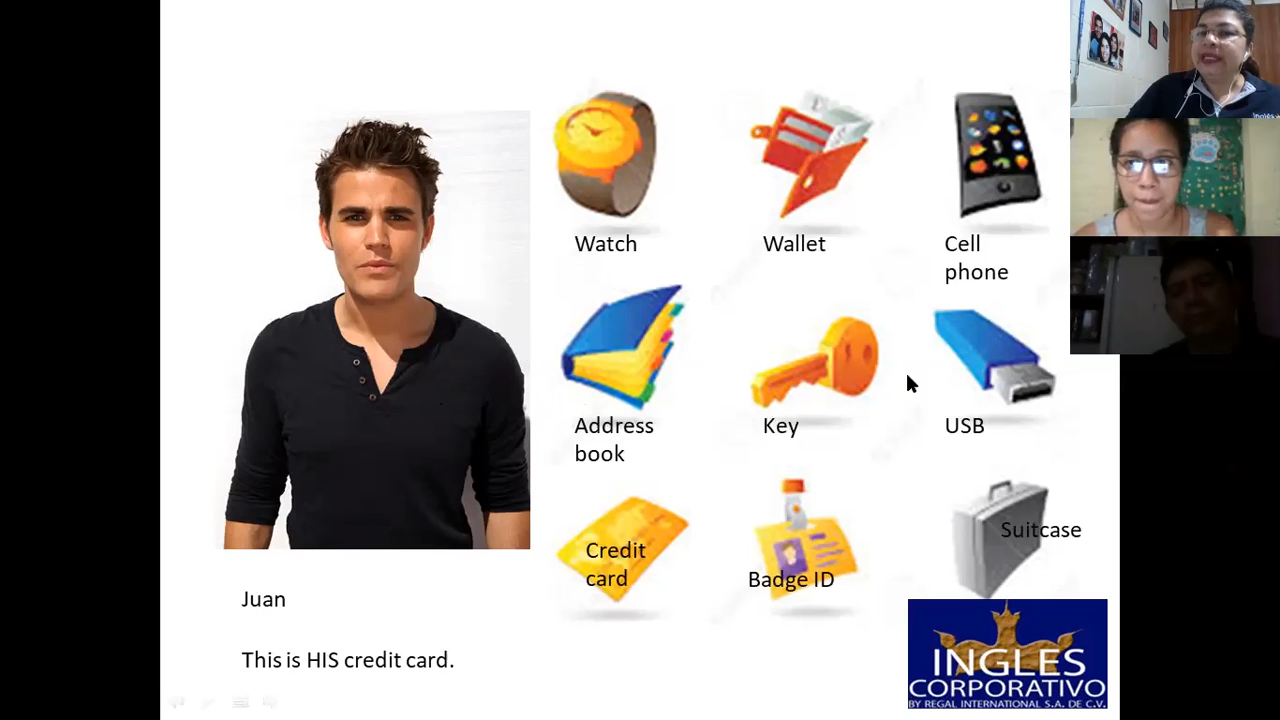 Watch
Wallet
Cell
phone
Address
book
Key
USB
Credit
card
Badge ID
Suitcase
Juan
This is HIS credit card.
INGLES
CORPORATIVO
BY REGAL INTERNATIONAL S.A. DE C.V.